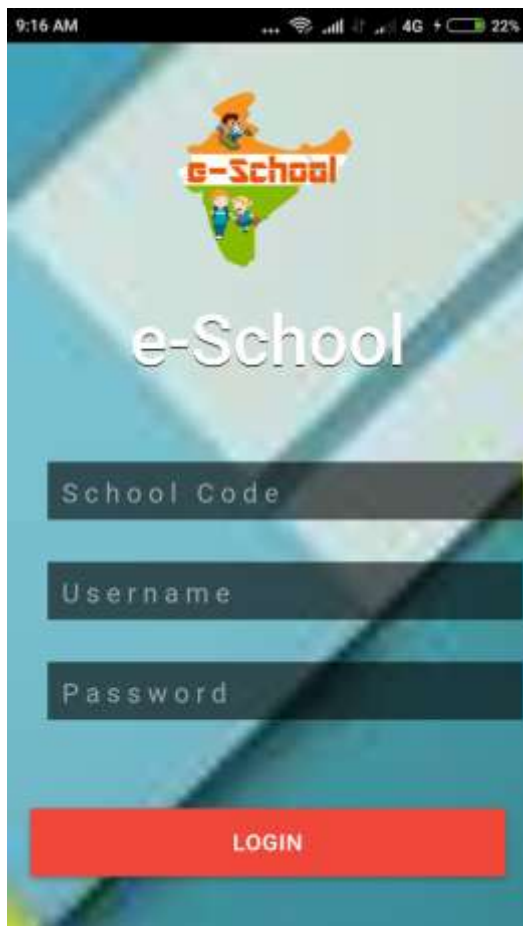 9:16 AM ... 4G 22%
e-School
e-School
School Code
Username
Password
LOGIN